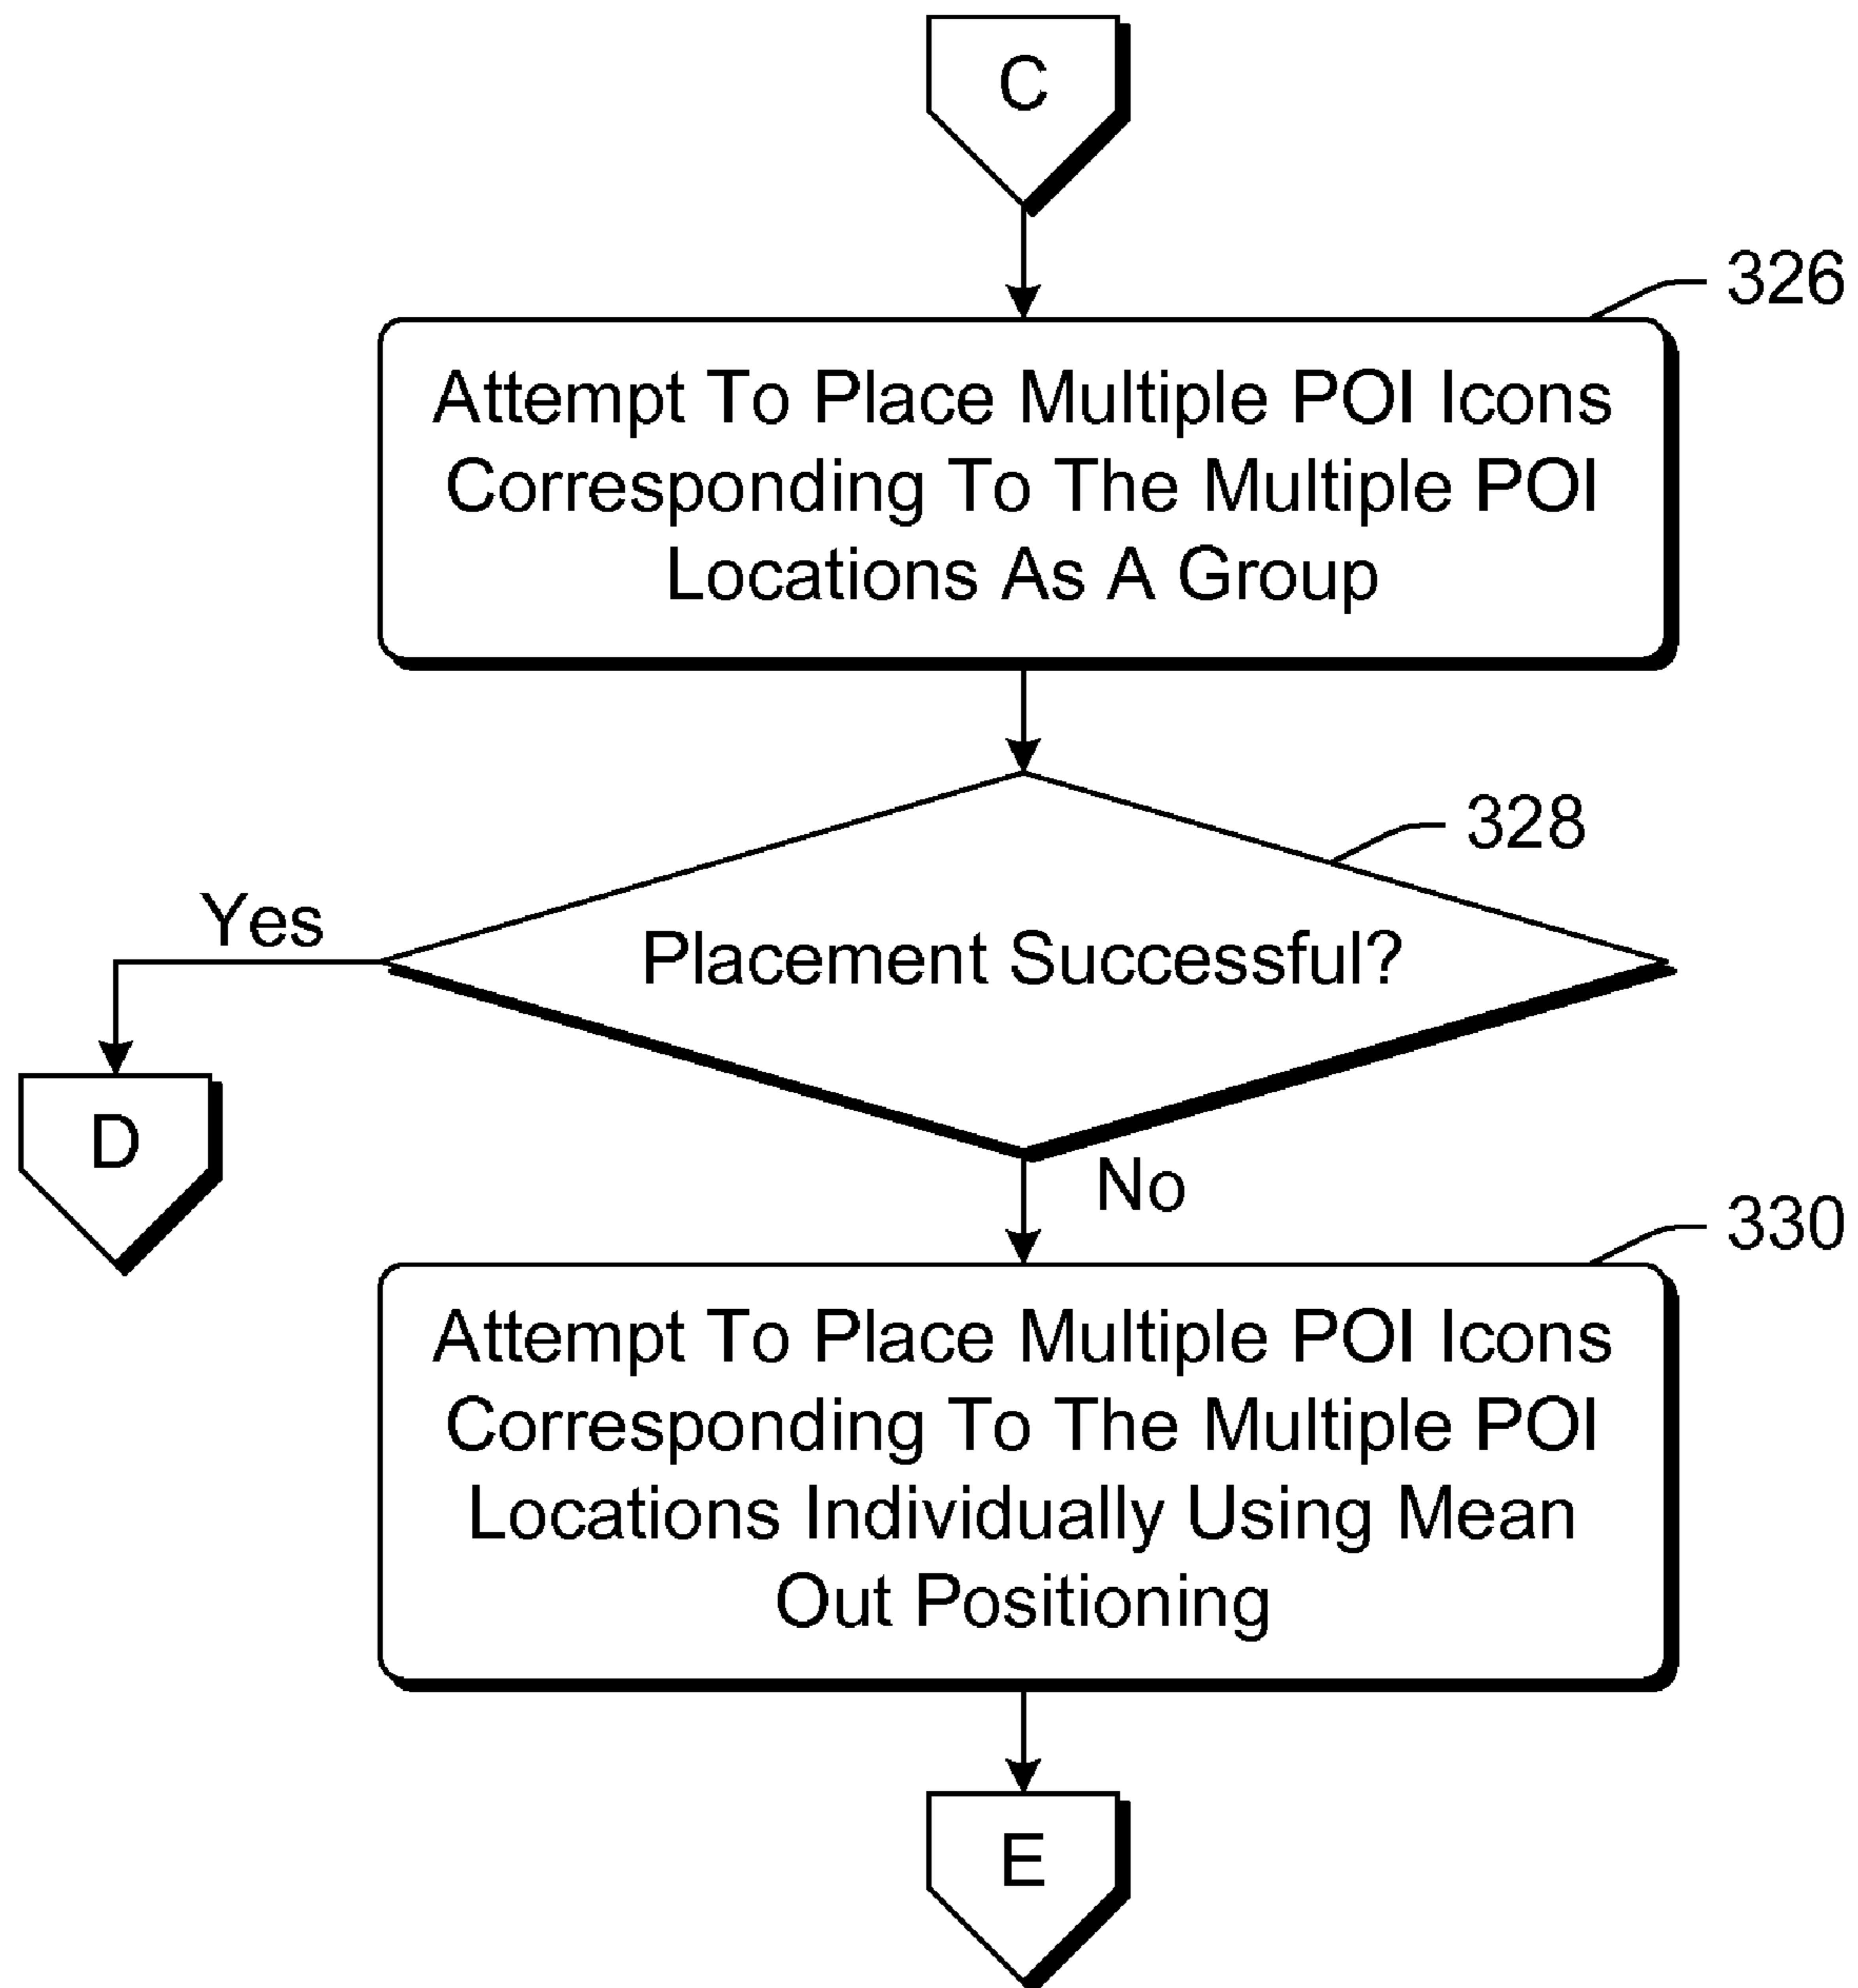 C
326
Attempt To Place Multiple POI Icons
Corresponding To The Multiple POI
Locations As A Group
328
Yes
Placement Successful?
D
No
330
Attempt To Place Multiple POI Icons
Corresponding To The Multiple POI
Locations Individually Using Mean
Out Positioning
E